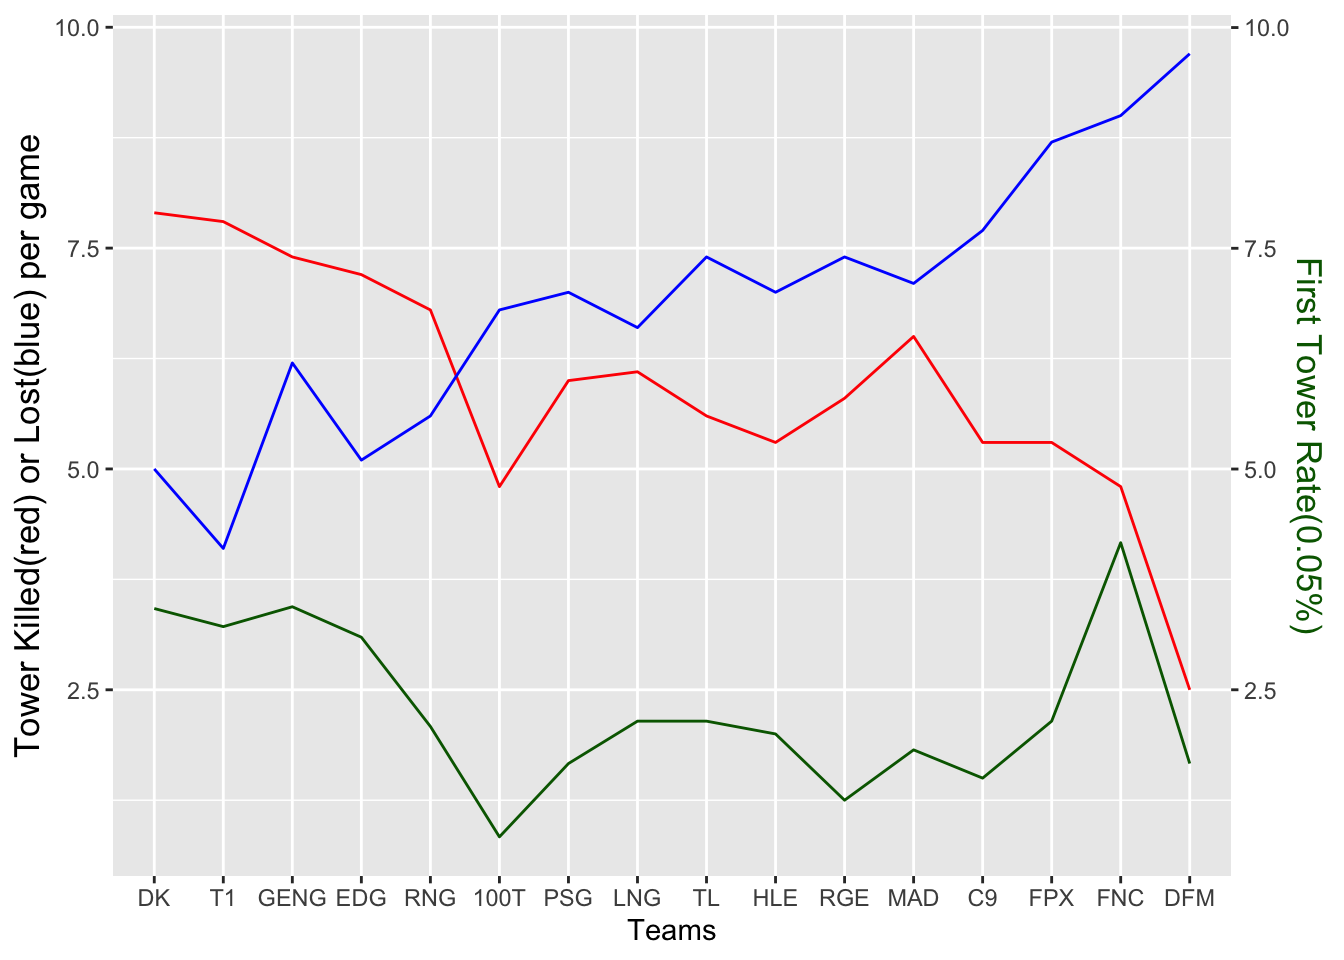 Tower Killed(red) or Lost(blue) per game
10.0
7.5
5.0
2.5
10.0
7.5
5.0
2.5
First Tower Rate(0.05%)
DK T1 GENG EDG RNG 100T PSG LNG TL HLE RGE MAD C9 FPX FNC DFM
Teams